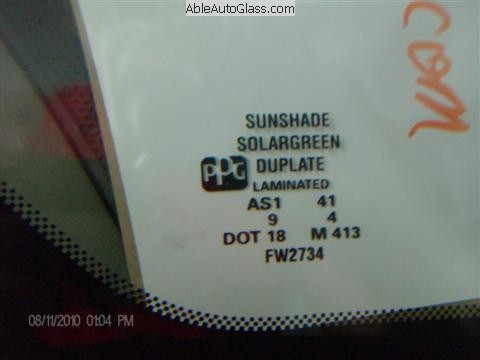 AbleAutoGlass.com
COM
SUNSHADE
SOLARGREEN
PPG DUPLATE
LAMINATED
AS1 41
9 4
DOT 18 M 413
FW2734
08/11/2010 01:04 PM